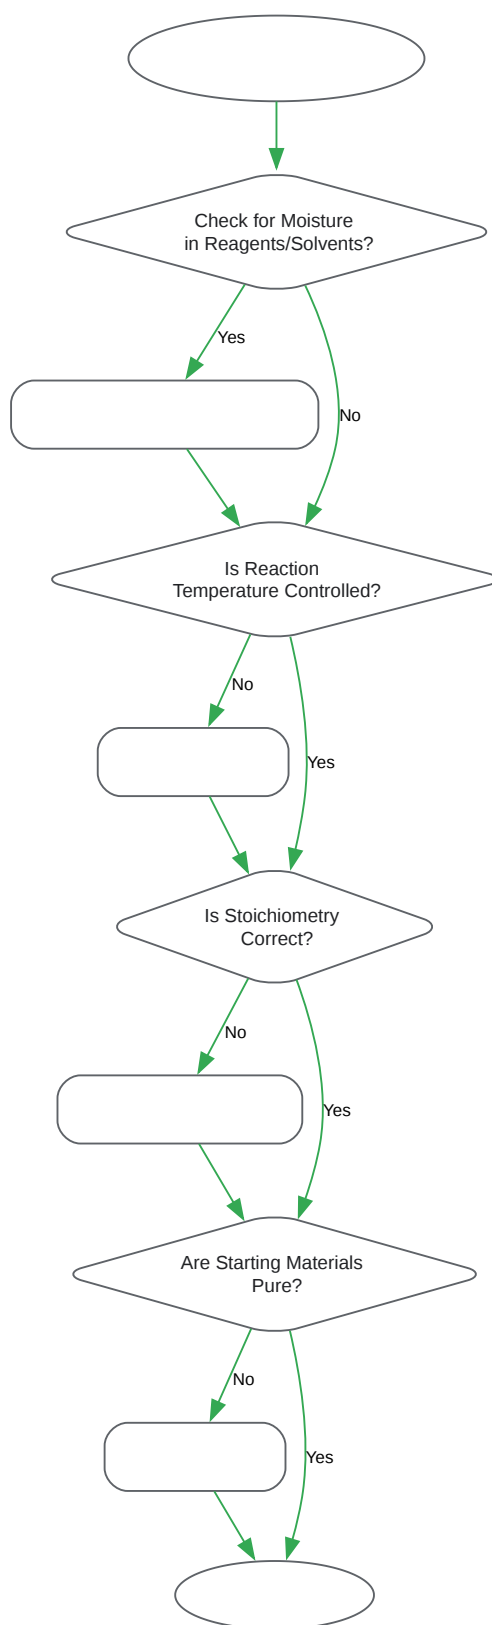 Check for Moisture
in Reagents/Solvents?
Yes
No
Is Reaction
Temperature Controlled?
No
Yes
Is Stoichiometry
Correct?
No
Yes
Are Starting Materials
Pure?
No
Yes